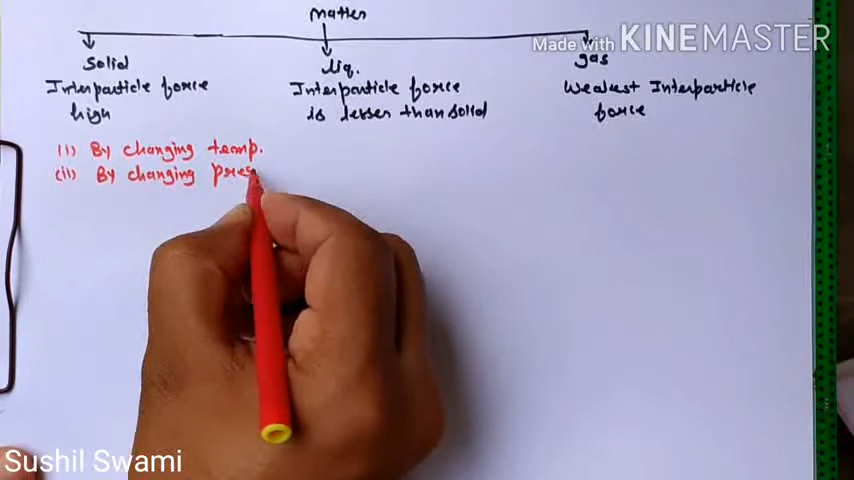 Matter
Made with KINEMASTER
Solid
liq.
gas
Interparticle force
high
Interparticle force
is lesser than solid
Weakest Interparticle
force
(i) By changing temp.
(ii) By changing pres
Sushil Swami